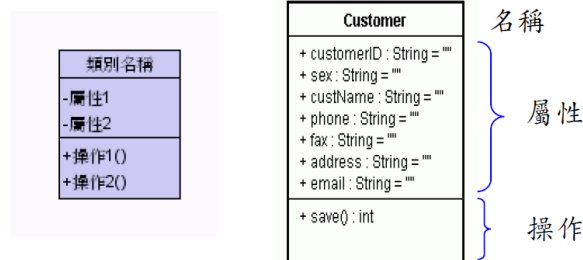 類別名稱
-屬性1
-屬性2
+操作1()
+操作2()
Customer
+ customerID : String = ""
+ sex : String = ""
+ custName : String = ""
+ phone : String = ""
+ fax : String = ""
+ address : String = ""
+ email : String = ""
+ save() : int
名稱
屬性
操作